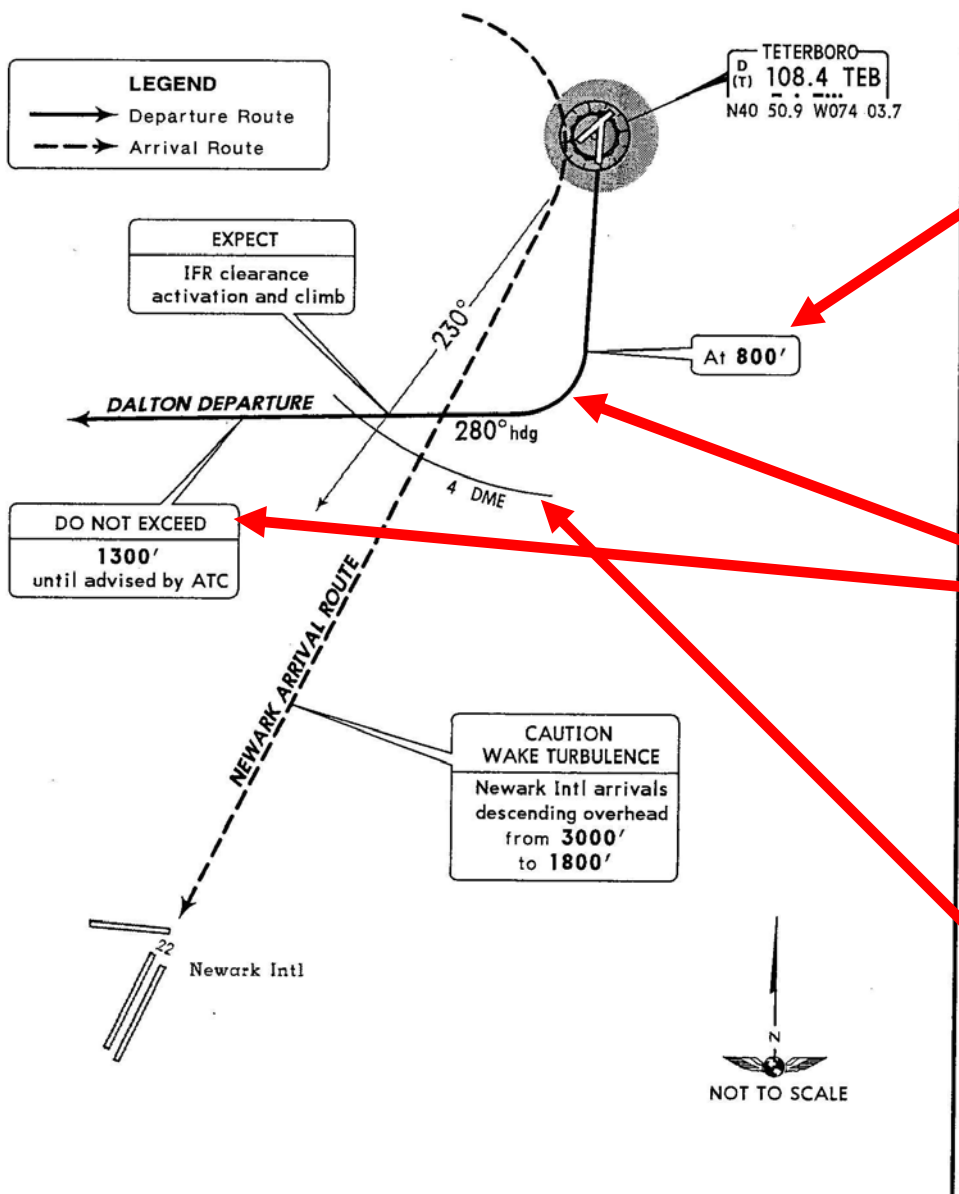 LEGEND
Departure Route
Arrival Route
TETERBORO
D
(T) 108.4 TEB
N40 50.9 W074 03.7
EXPECT
IFR clearance
activation and climb
230°
At 800'
DALTON DEPARTURE
280° hdg
4 DME
DO NOT EXCEED
1300'
until advised by ATC
NEWARK ARRIVAL ROUTE
CAUTION
WAKE TURBULENCE
Newark Intl arrivals
descending overhead
from 3000'
to 1800'
22
Newark Intl
N
NOT TO SCALE